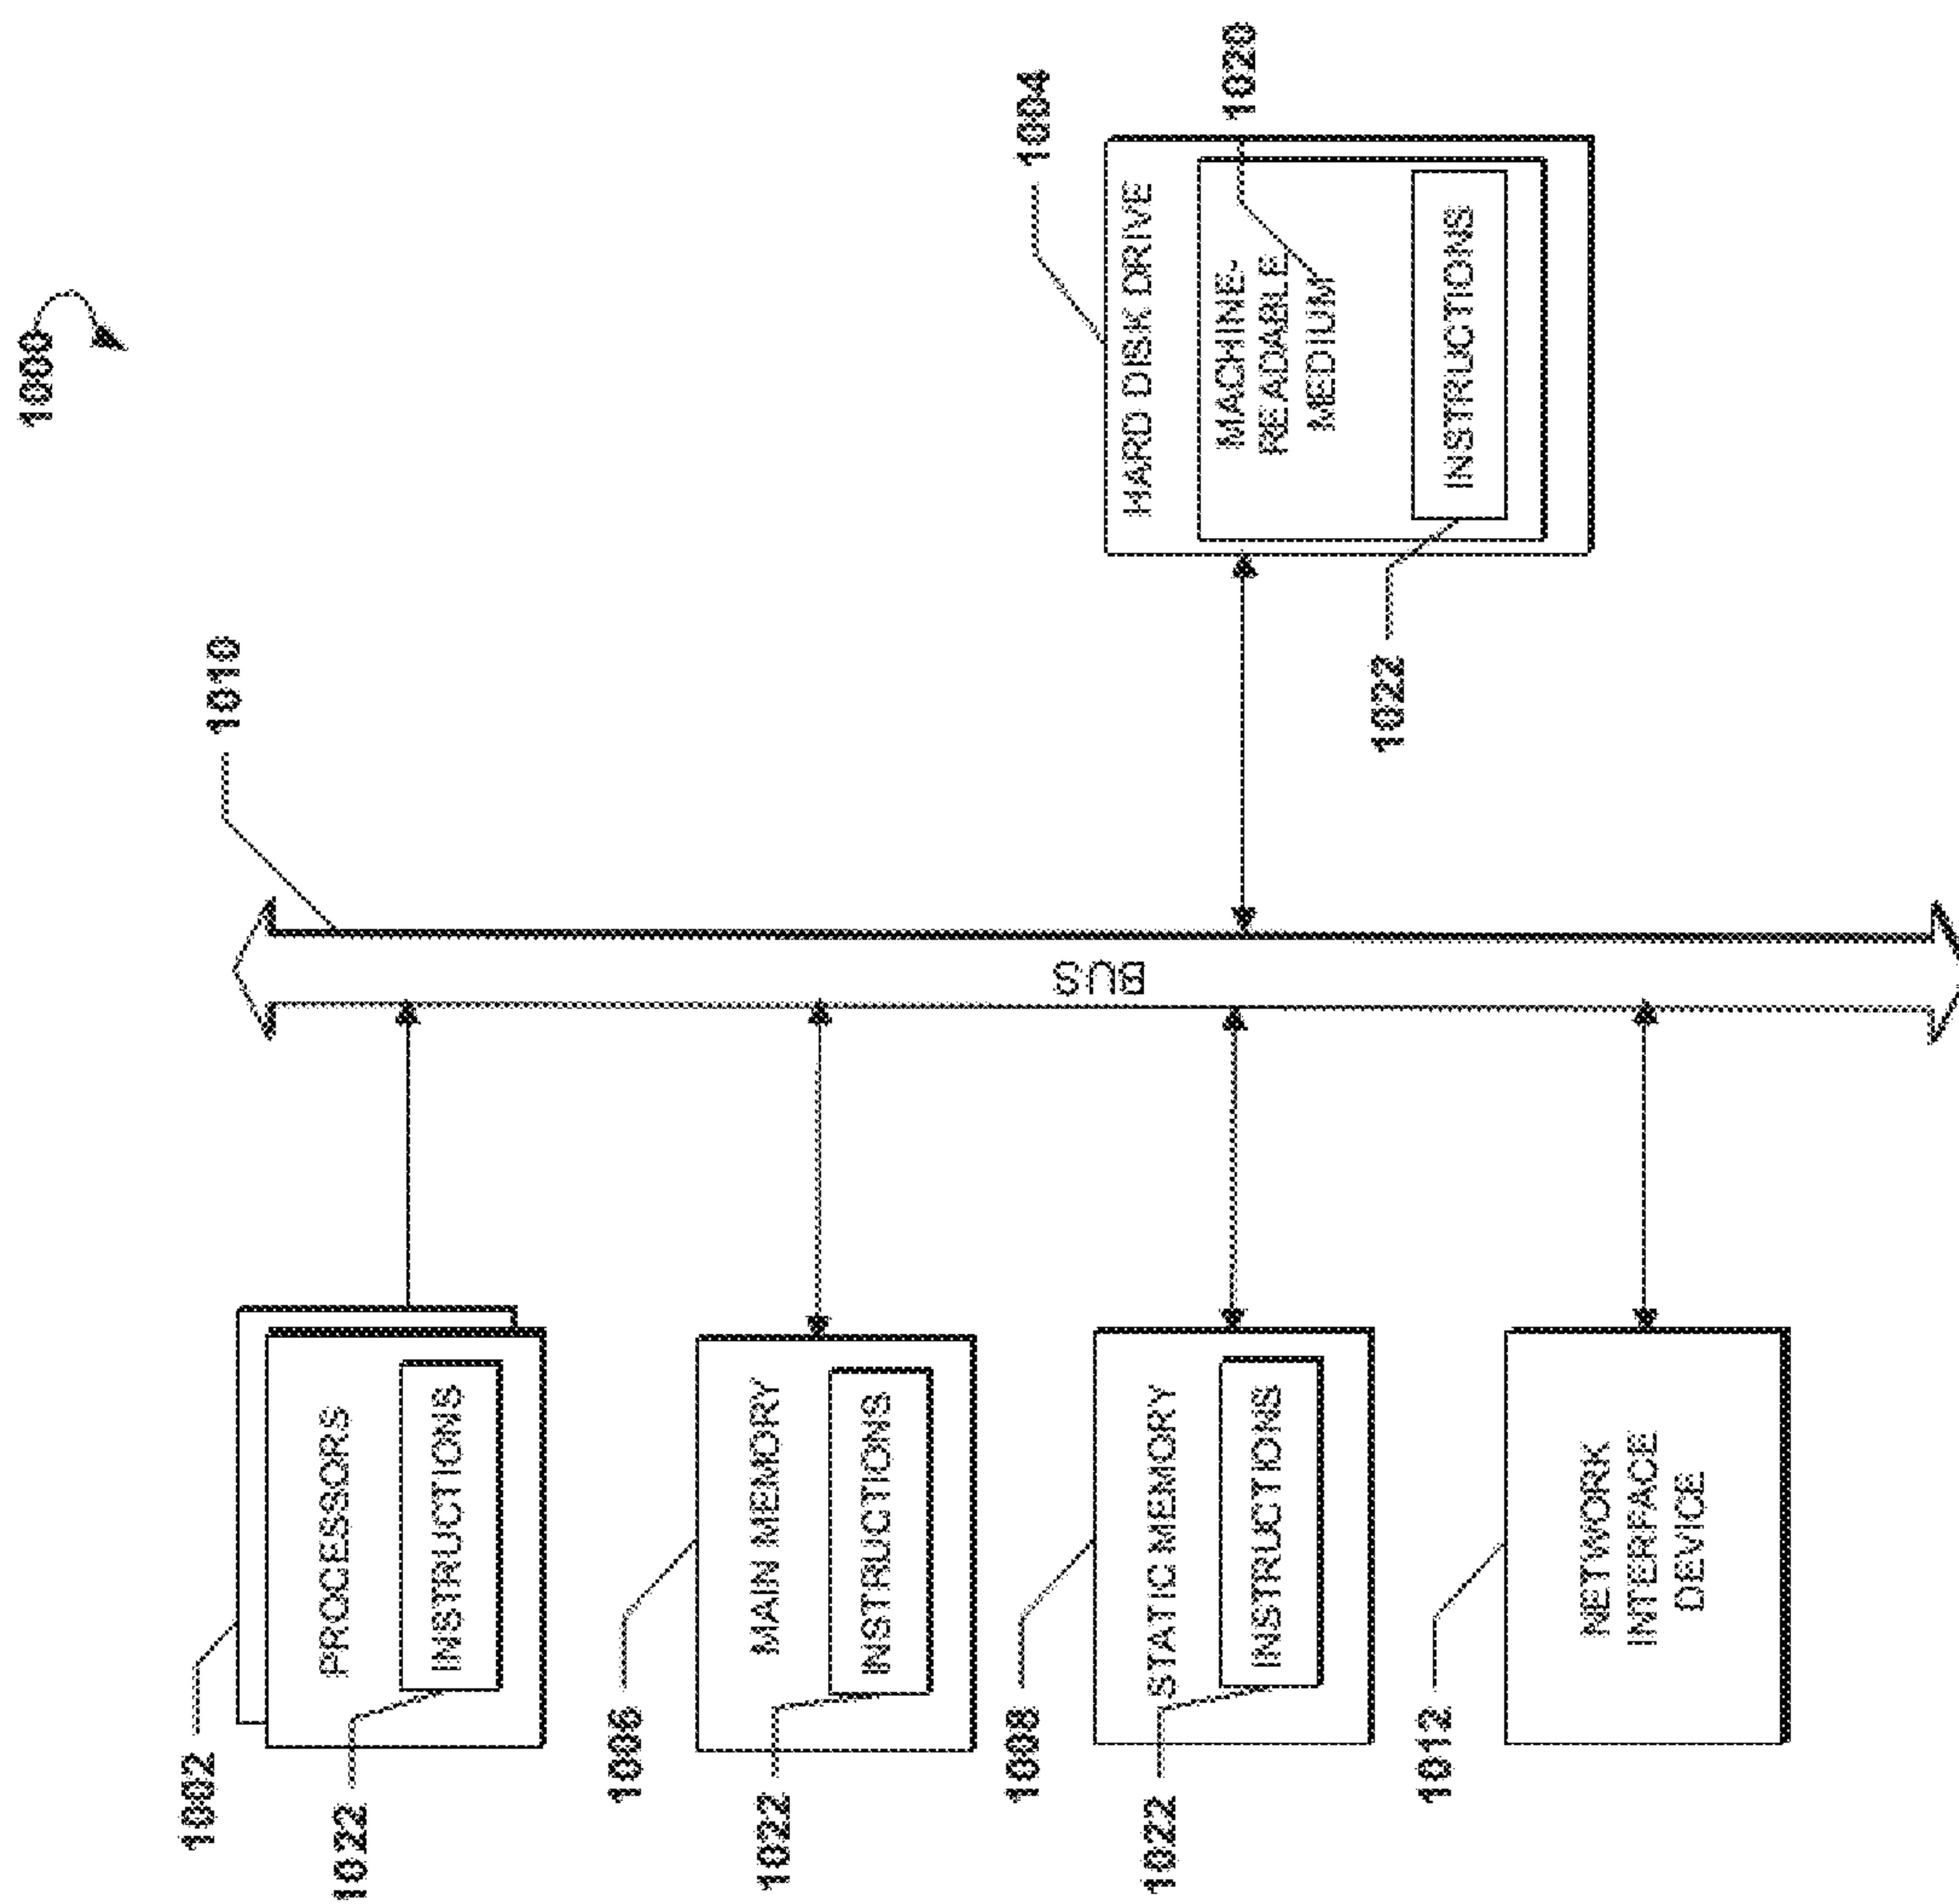 1000
1002
PROCESSORS
INSTRUCTIONS
1022
1006
MAIN MEMORY
INSTRUCTIONS
1022
1008
STATIC MEMORY
INSTRUCTIONS
1022
1012
NETWORK
INTERFACE
DEVICE
1010
BUS
1004
HARD DISK DRIVE
1020
MACHINE-
READABLE
MEDIUM
INSTRUCTIONS
1022